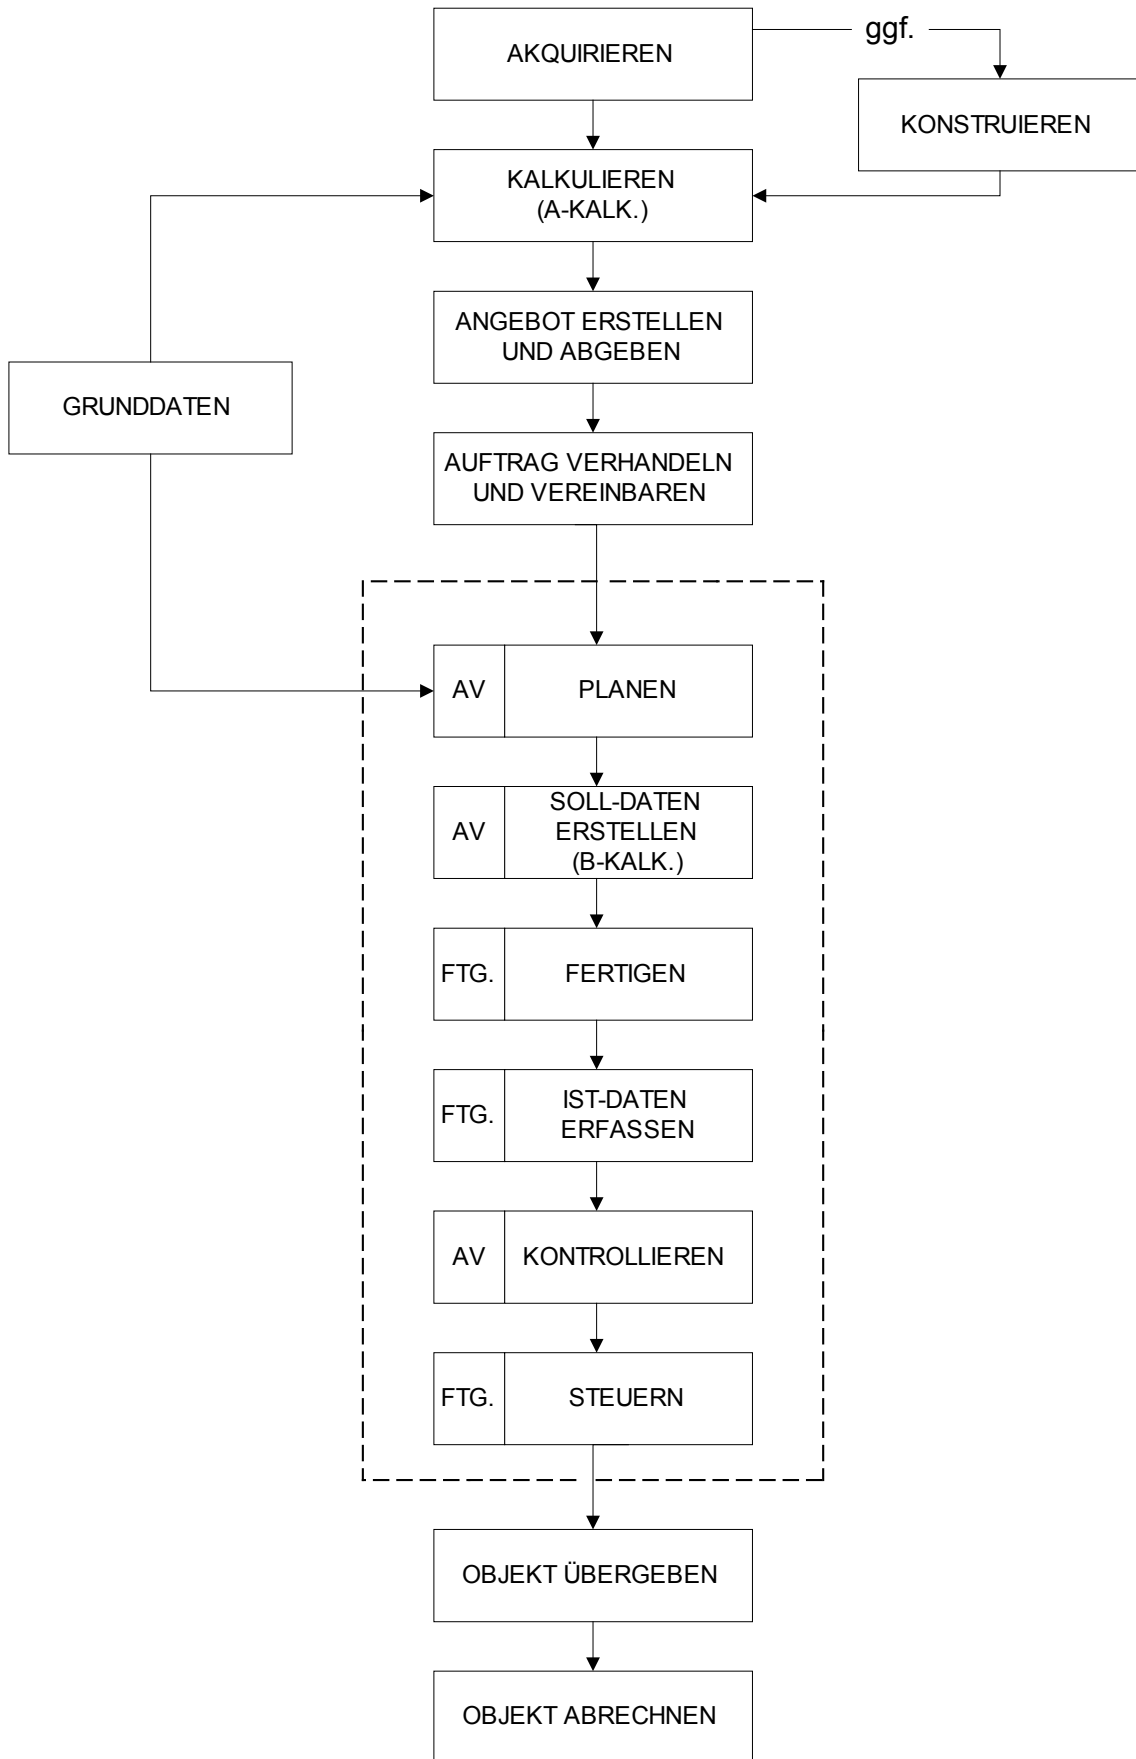 AKQUIRIEREN
ggf.
KONSTRUIEREN
KALKULIEREN
(A-KALK.)
ANGEBOT ERSTELLEN
UND ABGEBEN
GRUNDDATEN
AUFTRAG VERHANDELN
UND VEREINBAREN
AV
PLANEN
AV
SOLL-DATEN
ERSTELLEN
(B-KALK.)
FTG.
FERTIGEN
FTG.
IST-DATEN
ERFASSEN
AV
KONTROLLIEREN
FTG.
STEUERN
OBJEKT ÜBERGEBEN
OBJEKT ABRECHNEN